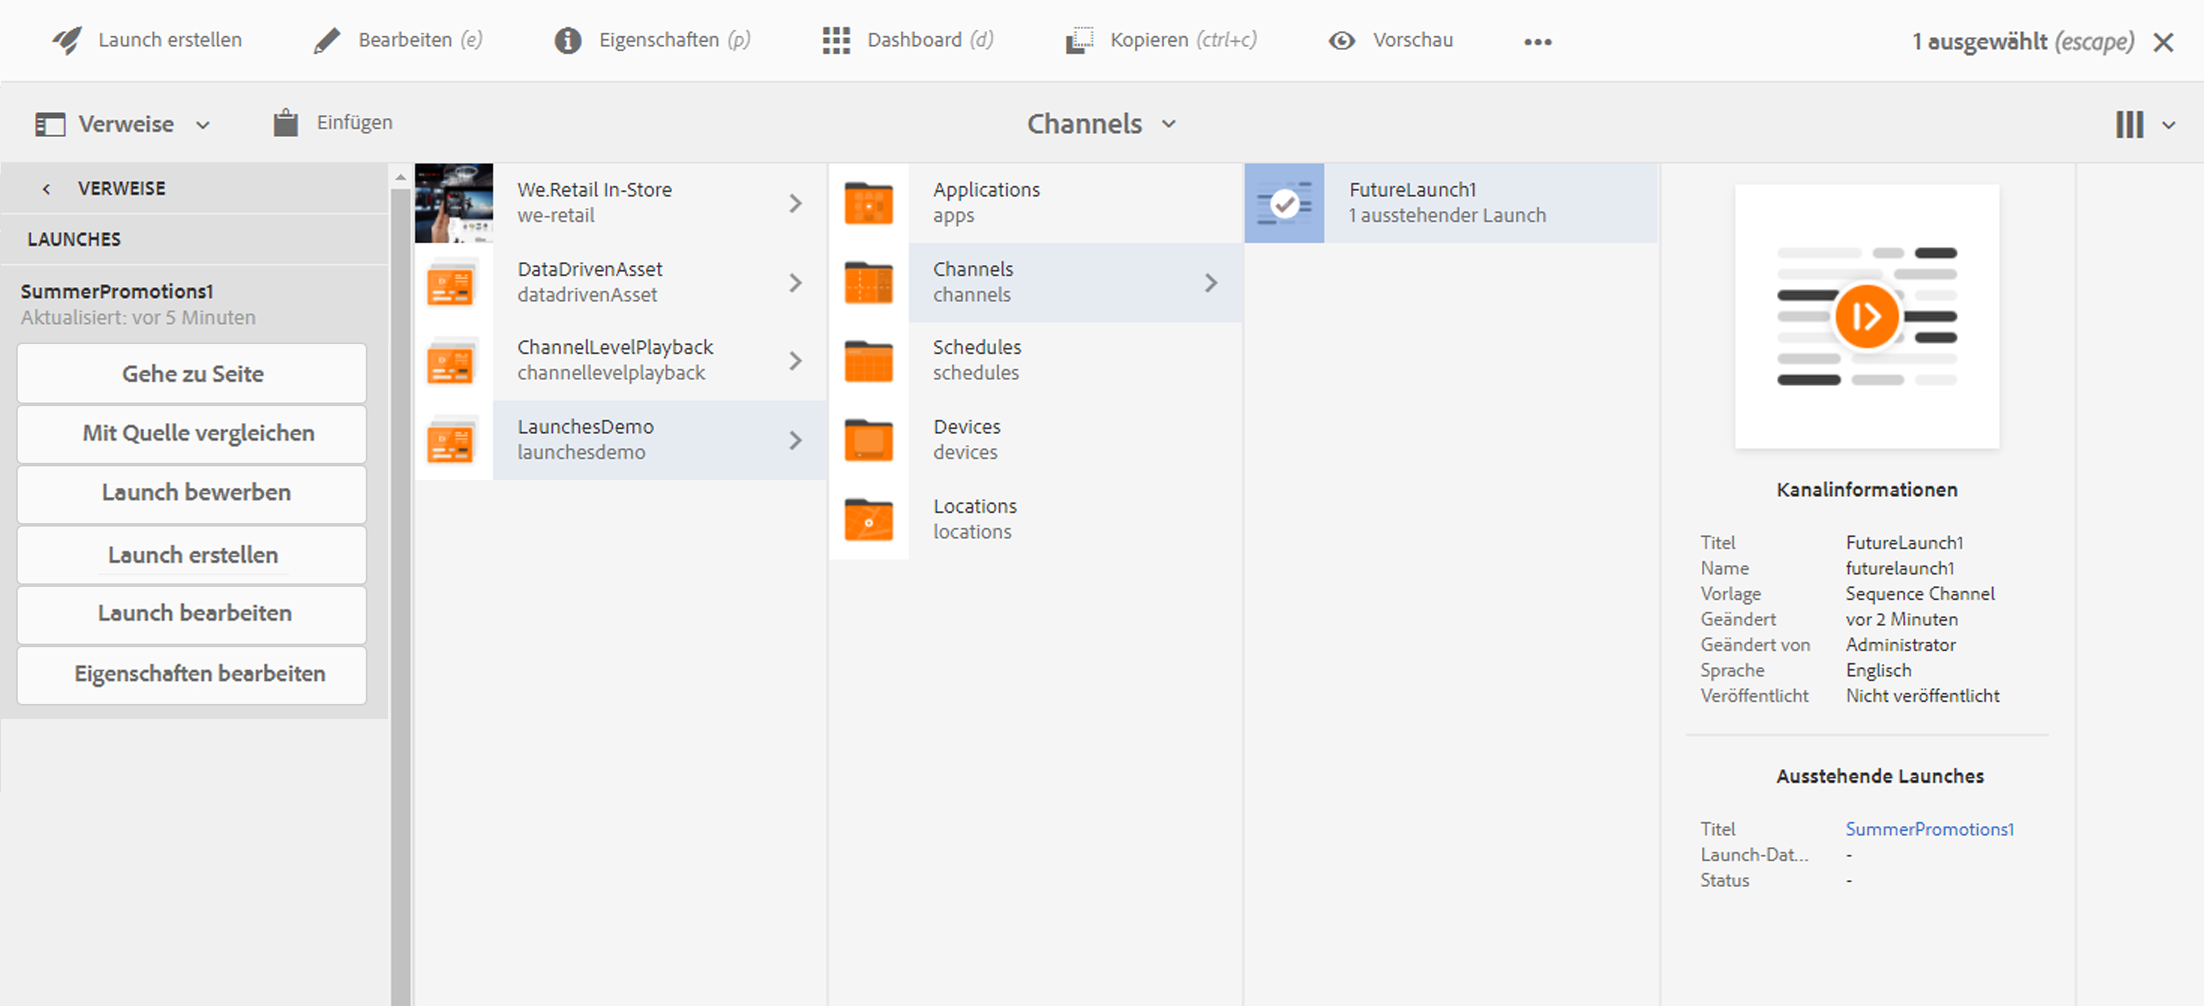 Launch erstellen
Bearbeiten (e)
Eigenschaften (p)
Dashboard (d)
Kopieren (ctrl+c)
Vorschau
1 ausgewählt (escape)
Verweise
Einfügen
Channels
VERWEISE
LAUNCHES
SummerPromotions1
Aktualisiert: vor 5 Minuten
Gehe zu Seite
Mit Quelle vergleichen
Launch bewerben
Launch erstellen
Launch bearbeiten
Eigenschaften bearbeiten
We.Retail In-Store
we-retail
DataDrivenAsset
datadrivenAsset
ChannelLevelPlayback
channellevelplayback
LaunchesDemo
launchesdemo
Applications
apps
Channels
channels
Schedules
schedules
Devices
devices
Locations
locations
FutureLaunch1
1 ausstehender Launch
Kanalinformationen
Titel FutureLaunch1
Name futurelaunch1
Vorlage Sequence Channel
Geändert vor 2 Minuten
Geändert von Administrator
Sprache Englisch
Veröffentlicht Nicht veröffentlicht
Ausstehende Launches
Titel SummerPromotions1
Launch-Dat... -
Status -